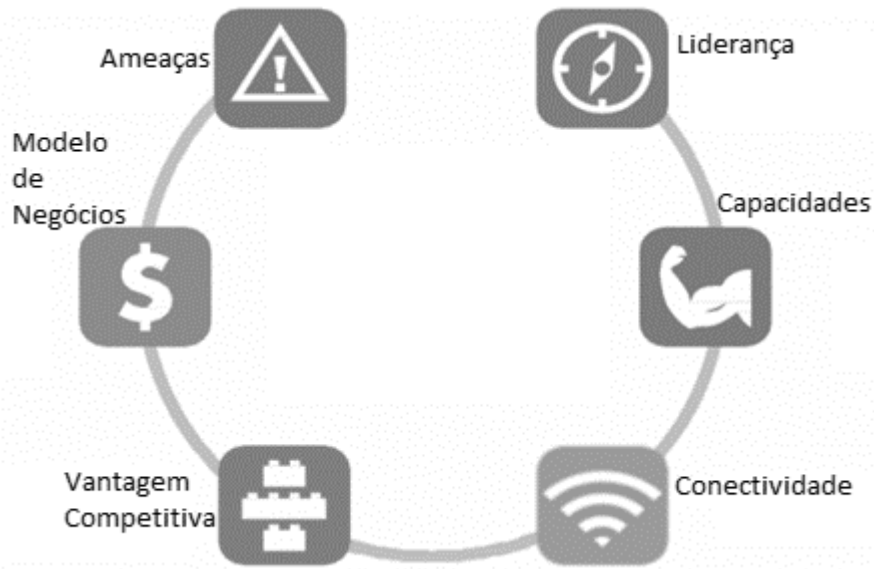 Ameaças
Liderança
Modelo
de
Negócios
Capacidades
$
Vantagem
Competitiva
Conectividade